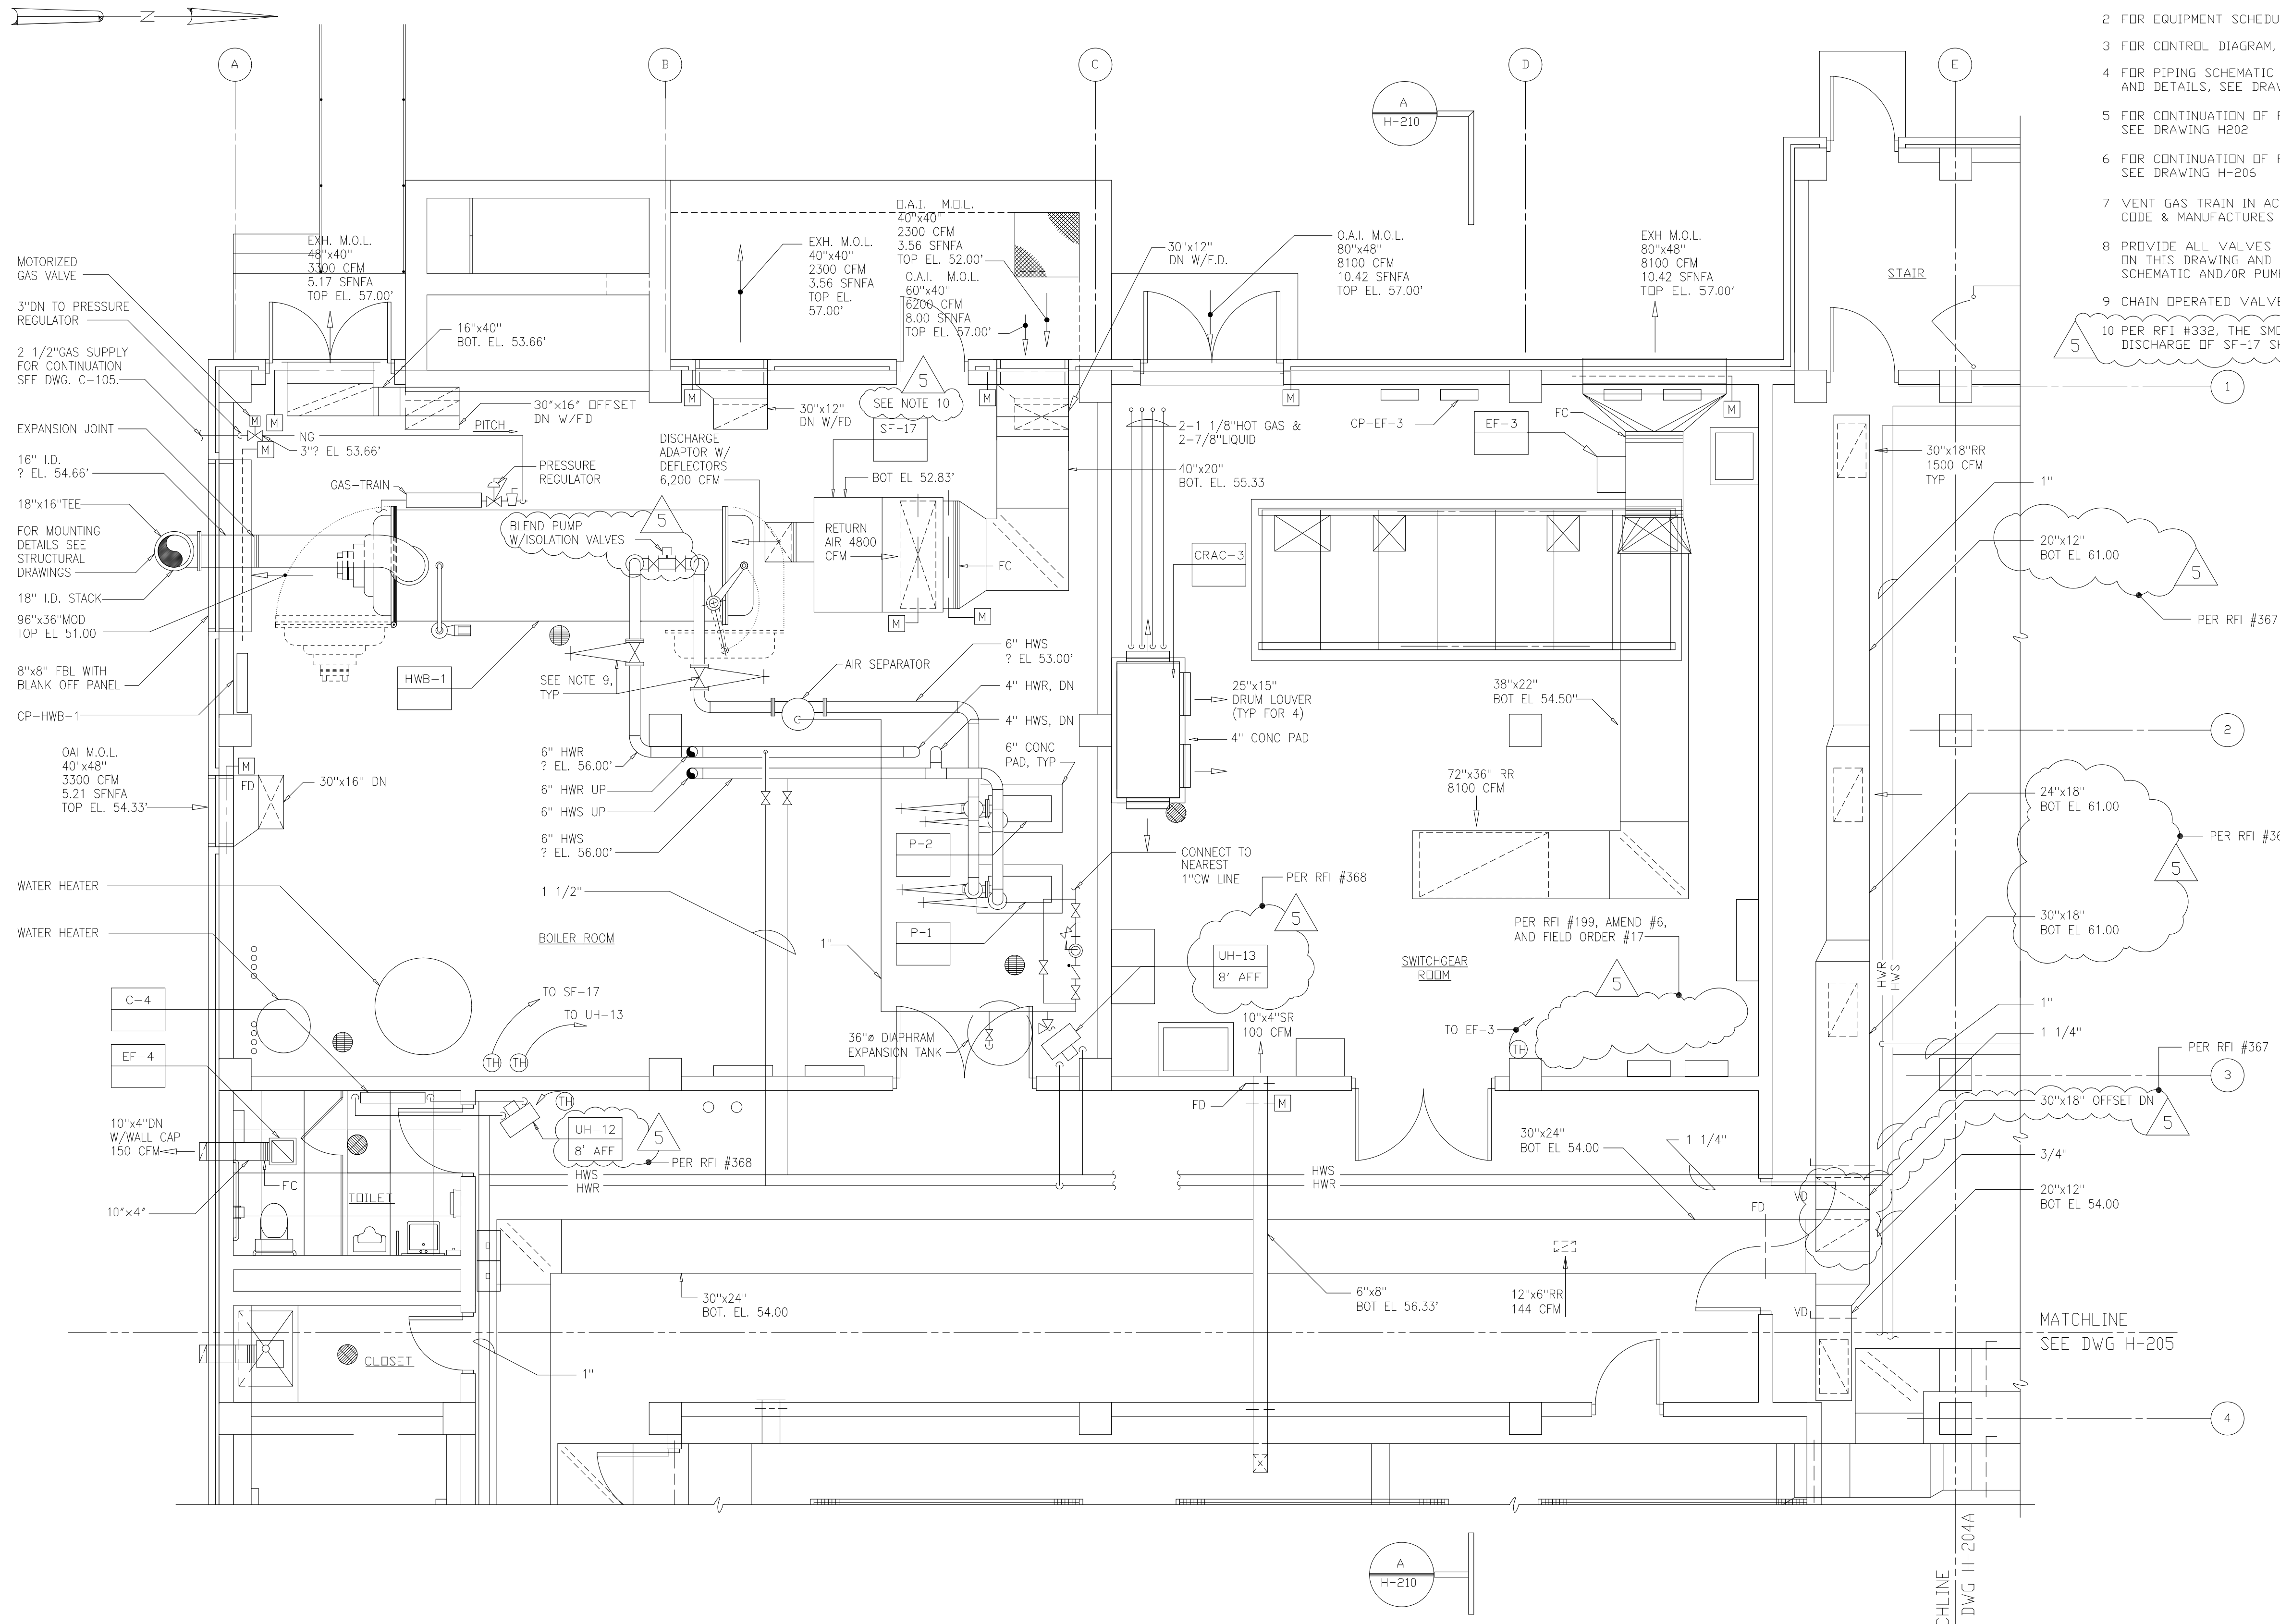 N
A
B
C
D
E
A
H-210
2 FOR EQUIPMENT SCHEDU
3 FOR CONTROL DIAGRAM,
4 FOR PIPING SCHEMATIC
AND DETAILS, SEE DRAW
5 FOR CONTINUATION OF
SEE DRAWING H202
6 FOR CONTINUATION OF
SEE DRAWING H-206
7 VENT GAS TRAIN IN AC
CODE & MANUFACTURES
8 PROVIDE ALL VALVES
ON THIS DRAWING AND
SCHEMATIC AND/OR PUM
9 CHAIN OPERATED VALVE
10 PER RFI #332, THE SMO
DISCHARGE OF SF-17 SH
5
MOTORIZED
GAS VALVE
3"DN TO PRESSURE
REGULATOR
2 1/2"GAS SUPPLY
FOR CONTINUATION
SEE DWG. C-105.
EXPANSION JOINT
16" I.D.
? EL. 54.66'
18"x16"TEE
FOR MOUNTING
DETAILS SEE
STRUCTURAL
DRAWINGS
18" I.D. STACK
96"x36"MOD
TOP EL 51.00
8"x8" FBL WITH
BLANK OFF PANEL
CP-HWB-1
OAI M.O.L.
40"x48"
3300 CFM
5.21 SFNFA
TOP EL. 54.33'
M
FD
30"x16" DN
WATER HEATER
WATER HEATER
C-4
EF-4
10"x4"DN
W/WALL CAP
150 CFM
10"x4"
FC
TOILET
CLOSET
1"
EXH. M.O.L.
48"x40"
3300 CFM
5.17 SFNFA
TOP EL. 57.00'
16"x40"
BOT. EL. 53.66'
30"x16" OFFSET
DN W/FD
M
M
M
NG
3"? EL 53.66'
PITCH
GAS-TRAIN
PRESSURE
REGULATOR
EXH. M.O.L.
40"x40"
2300 CFM
3.56 SFNFA
TOP EL.
57.00'
O.A.I. M.O.L.
40"x40"
2300 CFM
3.56 SFNFA
TOP EL. 52.00'
O.A.I. M.O.L.
60"x40"
6200 CFM
8.00 SFNFA
TOP EL. 57.00'
30"x12"
DN W/F.D.
O.A.I. M.O.L.
80"x48"
8100 CFM
10.42 SFNFA
TOP EL. 57.00'
EXH M.O.L.
80"x48"
8100 CFM
10.42 SFNFA
TOP EL. 57.00'
STAIR
1
M
30"x12"
DN W/FD
5
SEE NOTE 10
SF-17
M
M
M
DISCHARGE
ADAPTOR W/
DEFLECTORS
6,200 CFM
BOT EL 52.83'
BLEND PUMP
W/ISOLATION VALVES
5
RETURN
AIR 4800
CFM
FC
M
M
2-1 1/8"HOT GAS &
2-7/8"LIQUID
40"x20"
BOT. EL. 55.33
CP-EF-3
FC
EF-3
CRAC-3
30"x18"RR
1500 CFM
TYP
1"
20"x12"
BOT EL 61.00
5
PER RFI #367
HWB-1
SEE NOTE 9,
TYP
AIR SEPARATOR
6" HWS
? EL 53.00'
4" HWR, DN
4" HWS, DN
6" CONC
PAD, TYP
6" HWR
? EL. 56.00'
6" HWR UP
6" HWS UP
6" HWS
? EL. 56.00'
1 1/2"
25"x15"
DRUM LOUVER
(TYP FOR 4)
4" CONC PAD
38"x22"
BOT EL 54.50"
72"x36" RR
8100 CFM
2
24"x18"
BOT EL 61.00
PER RFI #36
5
30"x18"
BOT EL 61.00
P-2
P-1
CONNECT TO
NEAREST
1"CW LINE
PER RFI #368
5
UH-13
8' AFF
BOILER ROOM
1"
TO SF-17
TO UH-13
TH
TH
36"ø DIAPHRAM
EXPANSION TANK
10"x4"SR
100 CFM
SWITCHGEAR
ROOM
PER RFI #199, AMEND #6,
AND FIELD ORDER #17
5
TO EF-3
TH
HWR
HWS
1"
1 1/4"
PER RFI #367
3
30"x18" OFFSET DN
5
3/4"
20"x12"
BOT EL 54.00
TH
UH-12
8' AFF
5
PER RFI #368
FD
M
30"x24"
BOT EL 54.00
1 1/4"
HWS
HWR
HWS
HWR
VD
FD
VD
30"x24"
BOT. EL. 54.00
6"x8"
BOT EL 56.33'
12"x6"RR
144 CFM
MATCHLINE
SEE DWG H-205
4
X
A
H-210
CHLINE
DWG H-204A